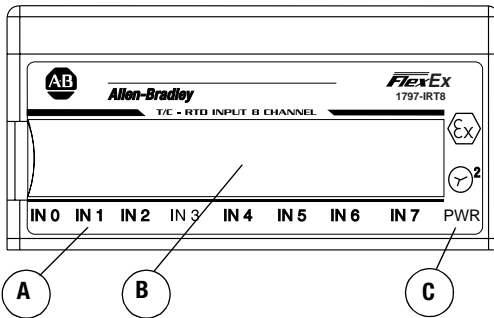 AB
Allen-Bradley
FlexEx
1797-IRT8
T/C - RTD INPUT 8 CHANNEL
Ex
2
IN 0 IN 1 IN 2 IN 3 IN 4 IN 5 IN 6 IN 7 PWR
A B C